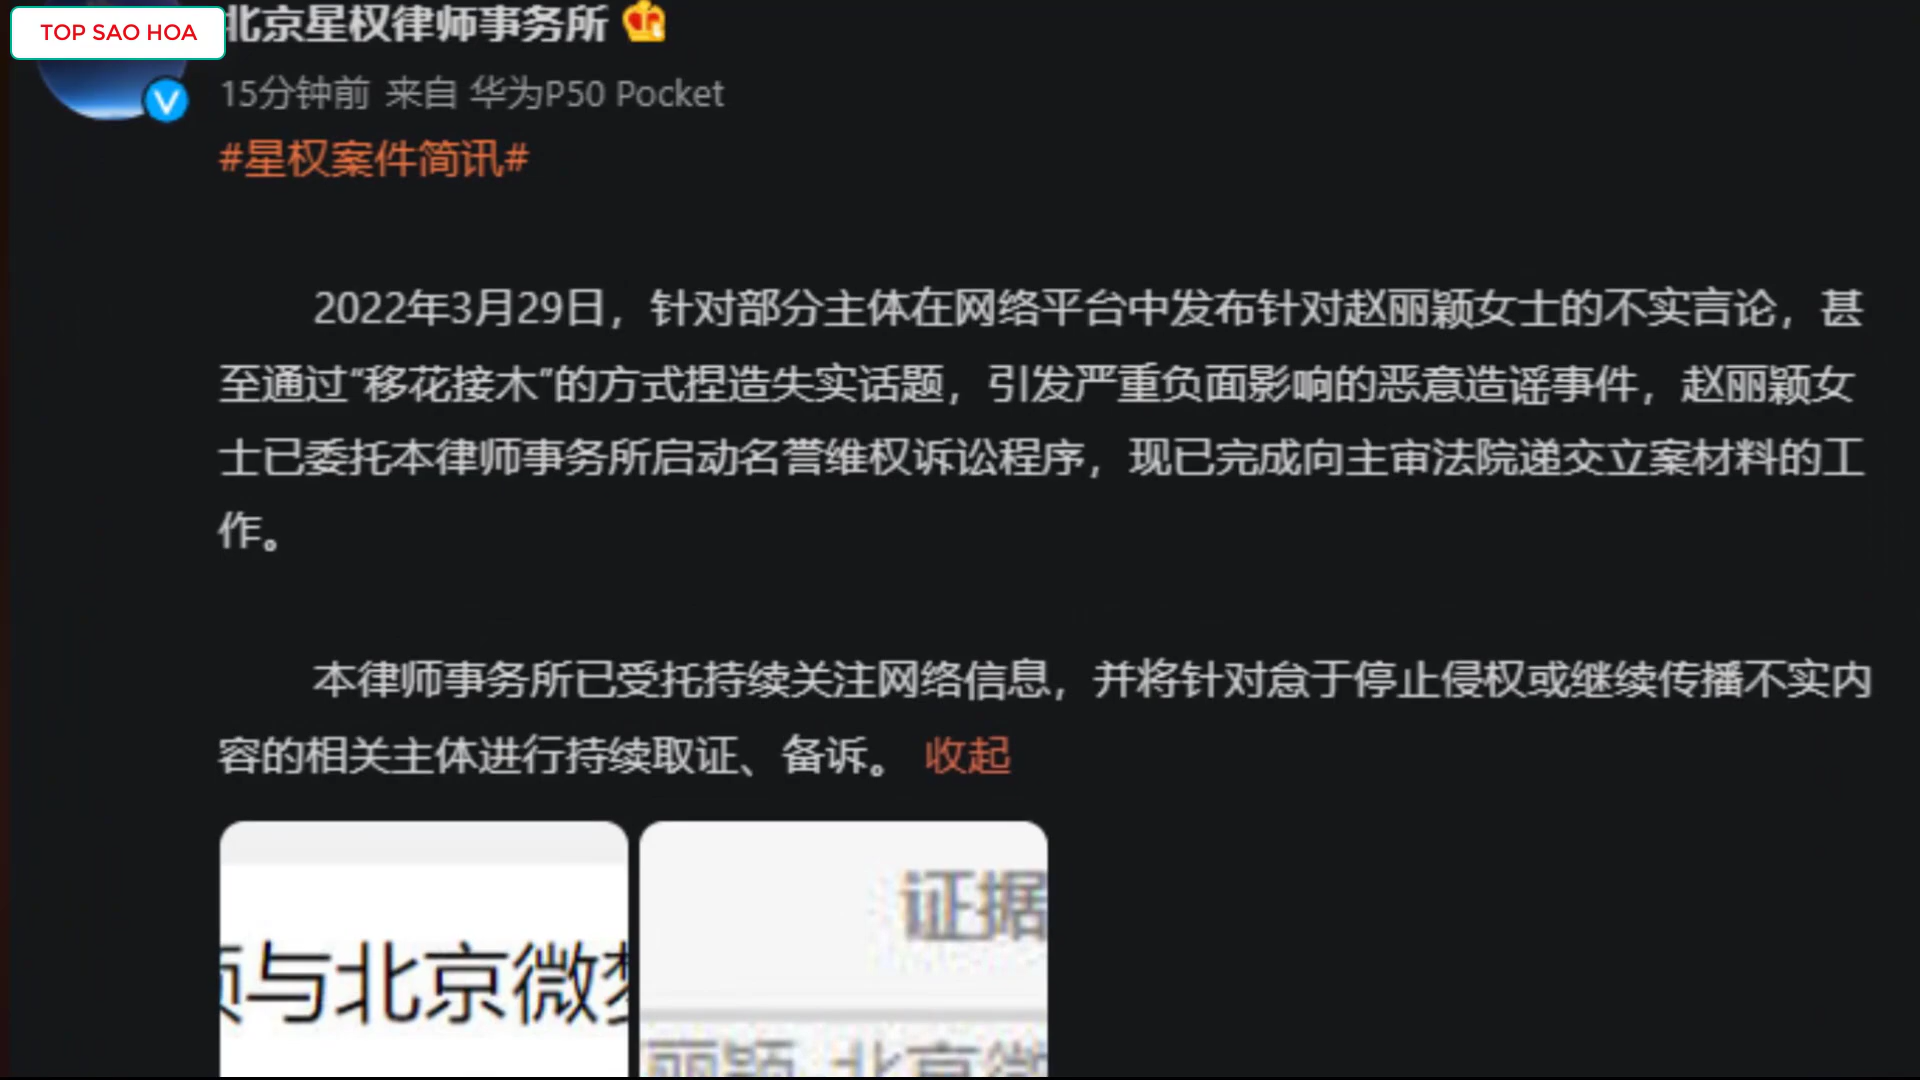 TOP SAO HOA
北京星权律师事务所
15分钟前 来自 华为P50 Pocket
#星权案件简讯#
2022年3月29日，针对部分主体在网络平台中发布针对赵丽颖女士的不实言论，甚
至通过“移花接木”的方式捏造失实话题，引发严重负面影响的恶意造谣事件，赵丽颖女
士已委托本律师事务所启动名誉维权诉讼程序，现已完成向主审法院递交立案材料的工
作。
本律师事务所已受托持续关注网络信息，并将针对怠于停止侵权或继续传播不实内
容的相关主体进行持续取证、备诉。 收起
证据
与北京微
丽颖 北京微